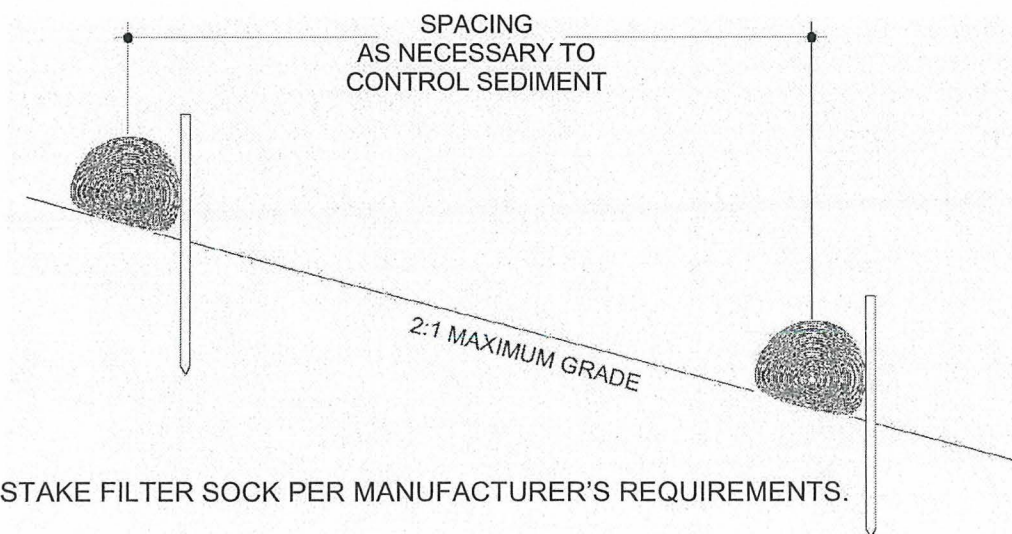 SPACING
AS NECESSARY TO
CONTROL SEDIMENT
2:1 MAXIMUM GRADE
STAKE FILTER SOCK PER MANUFACTURER'S REQUIREMENTS.